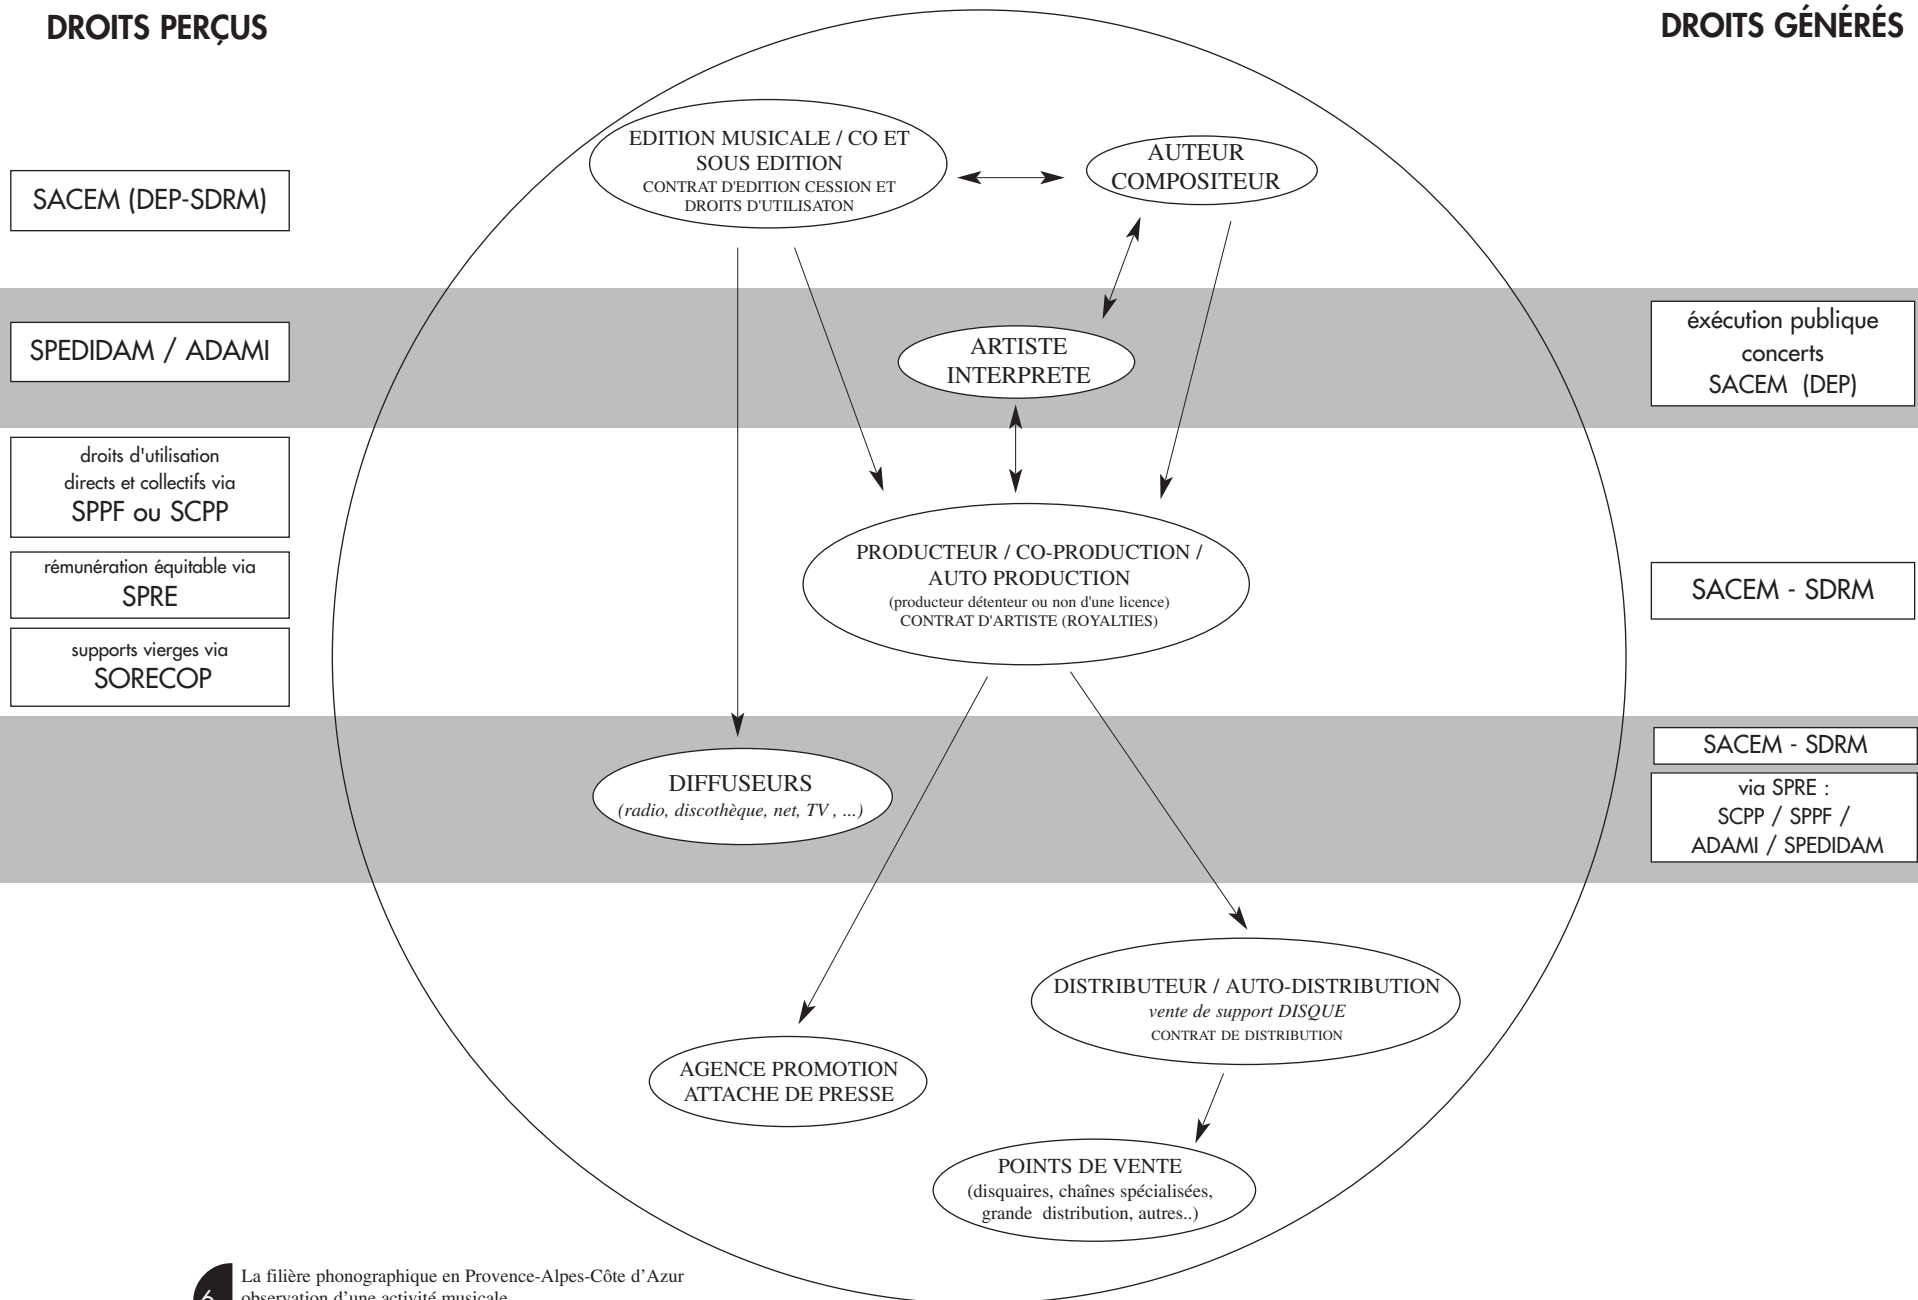 DROITS PERÇUS
DROITS GÉNÉRÉS
EDITION MUSICALE / CO ET
SOUS EDITION
CONTRAT D'EDITION CESSION ET
DROITS D'UTILISATON
AUTEUR
COMPOSITEUR
SACEM (DEP-SDRM)
SPEDIDAM / ADAMI
ARTISTE
INTERPRETE
éxécution publique
concerts
SACEM (DEP)
droits d'utilisation
directs et collectifs via
SPPF ou SCPP
rémunération équitable via
SPRE
supports vierges via
SORECOP
PRODUCTEUR / CO-PRODUCTION /
AUTO PRODUCTION
(producteur détenteur ou non d'une licence)
CONTRAT D'ARTISTE (ROYALTIES)
SACEM - SDRM
DIFFUSEURS
(radio, discothèque, net, TV , ...)
SACEM - SDRM
via SPRE :
SCPP / SPPF /
ADAMI / SPEDIDAM
DISTRIBUTEUR / AUTO-DISTRIBUTION
vente de support DISQUE
CONTRAT DE DISTRIBUTION
AGENCE PROMOTION
ATTACHE DE PRESSE
POINTS DE VENTE
(disquaires, chaînes spécialisées,
grande distribution, autres..)
6
La filière phonographique en Provence-Alpes-Côte d’Azur
observation d’une activité musicale